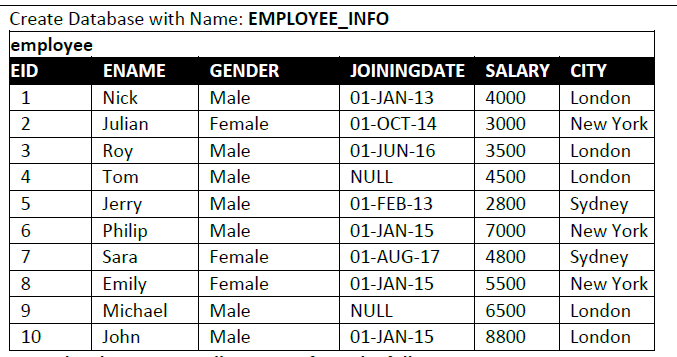 Create Database with Name: EMPLOYEE_INFO
employee
EID ENAME GENDER JOININGDATE SALARY CITY
1 Nick Male 01-JAN-13 4000 London
2 Julian Female 01-OCT-14 3000 New York
3 Roy Male 01-JUN-16 3500 London
4 Tom Male NULL 4500 London
5 Jerry Male 01-FEB-13 2800 Sydney
6 Philip Male 01-JAN-15 7000 New York
7 Sara Female 01-AUG-17 4800 Sydney
8 Emily Female 01-JAN-15 5500 New York
9 Michael Male NULL 6500 London
10 John Male 01-JAN-15 8800 London